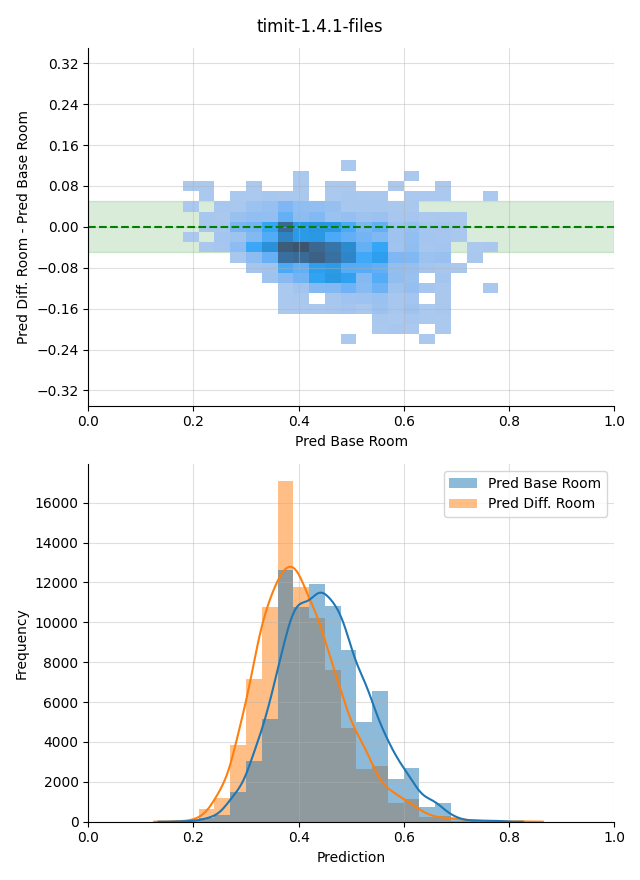 timit-1.4.1-files
0.32
0.24
0.16
0.08
0.00
−0.08
−0.16
−0.24
−0.32
Pred Diff. Room - Pred Base Room
0.0 0.2 0.4 0.6 0.8 1.0
Pred Base Room
Pred Base Room
Pred Diff. Room
16000
14000
12000
10000
8000
6000
4000
2000
0
Frequency
0.0 0.2 0.4 0.6 0.8 1.0
Prediction